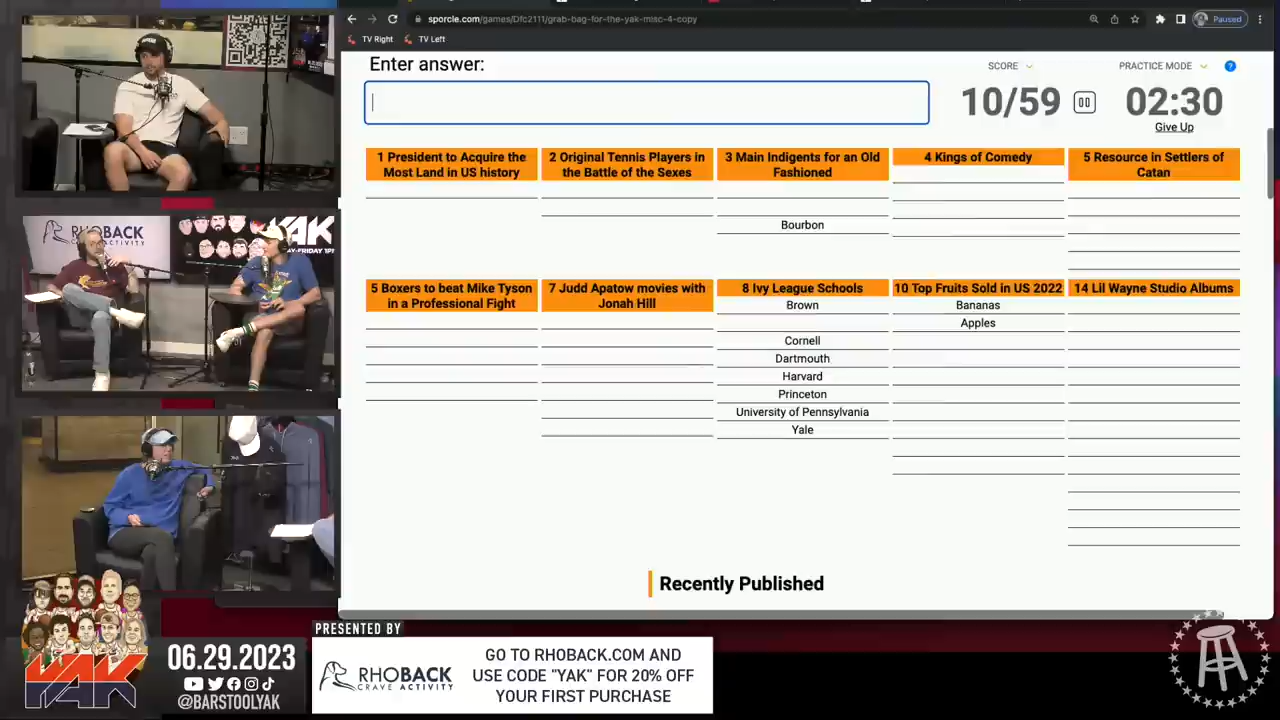 sporcle.com/games/Dfc2111/grab-bag-for-the-yak-misc-4-copy
Paused
TV Right
TV Left
Enter answer:
SCORE
PRACTICE MODE
?
10/59
02:30
Give Up
1 President to Acquire the
Most Land in US history
2 Original Tennis Players in
the Battle of the Sexes
3 Main Indigents for an Old
Fashioned
4 Kings of Comedy
5 Resource in Settlers of
Catan
Bourbon
5 Boxers to beat Mike Tyson
in a Professional Fight
7 Judd Apatow movies with
Jonah Hill
8 Ivy League Schools
10 Top Fruits Sold in US 2022
14 Lil Wayne Studio Albums
Brown
Bananas
Apples
Cornell
Dartmouth
Harvard
Princeton
University of Pennsylvania
Yale
Recently Published
RHOBACK
CRAVE ACTIVITY
YAK
AY-FRIDAY 1PM
PRESENTED BY
YAK
06.29.2023
@BARSTOOLYAK
RHOBACK
CRAVE ACTIVITY
GO TO RHOBACK.COM AND
USE CODE "YAK" FOR 20% OFF
YOUR FIRST PURCHASE